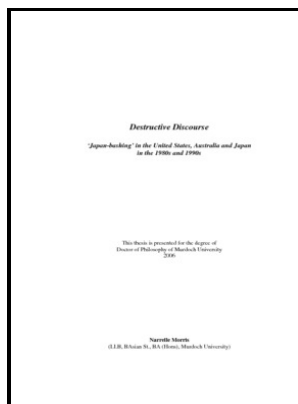 Destructive Discourse
'Japan-bashing' in the United States, Australia and Japan
in the 1980s and 1990s
This thesis is presented for the degree of
Doctor of Philosophy of Murdoch University
2006
Narrelle Morris
(LLB, BAsian St., BA (Hons), Murdoch University)